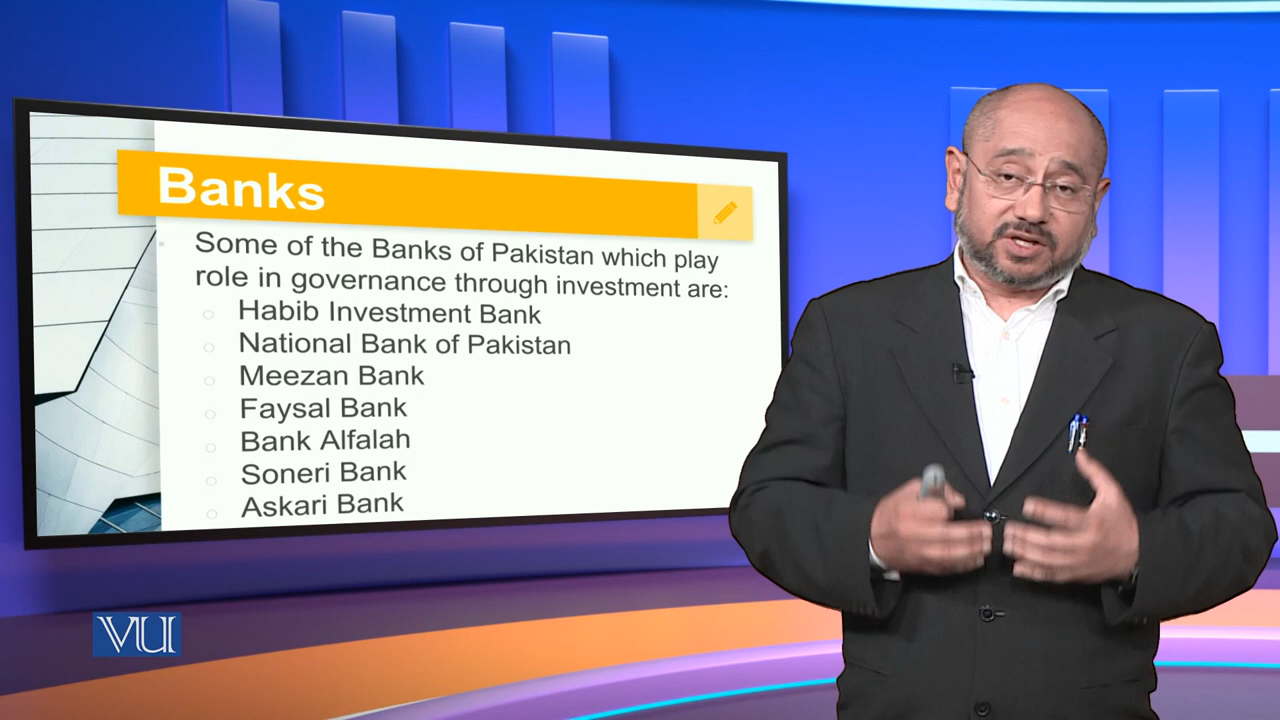 Banks
Some of the Banks of Pakistan which play
role in governance through investment are:
Habib Investment Bank
National Bank of Pakistan
Meezan Bank
Faysal Bank
Bank Alfalah
Soneri Bank
Askari Bank
VU